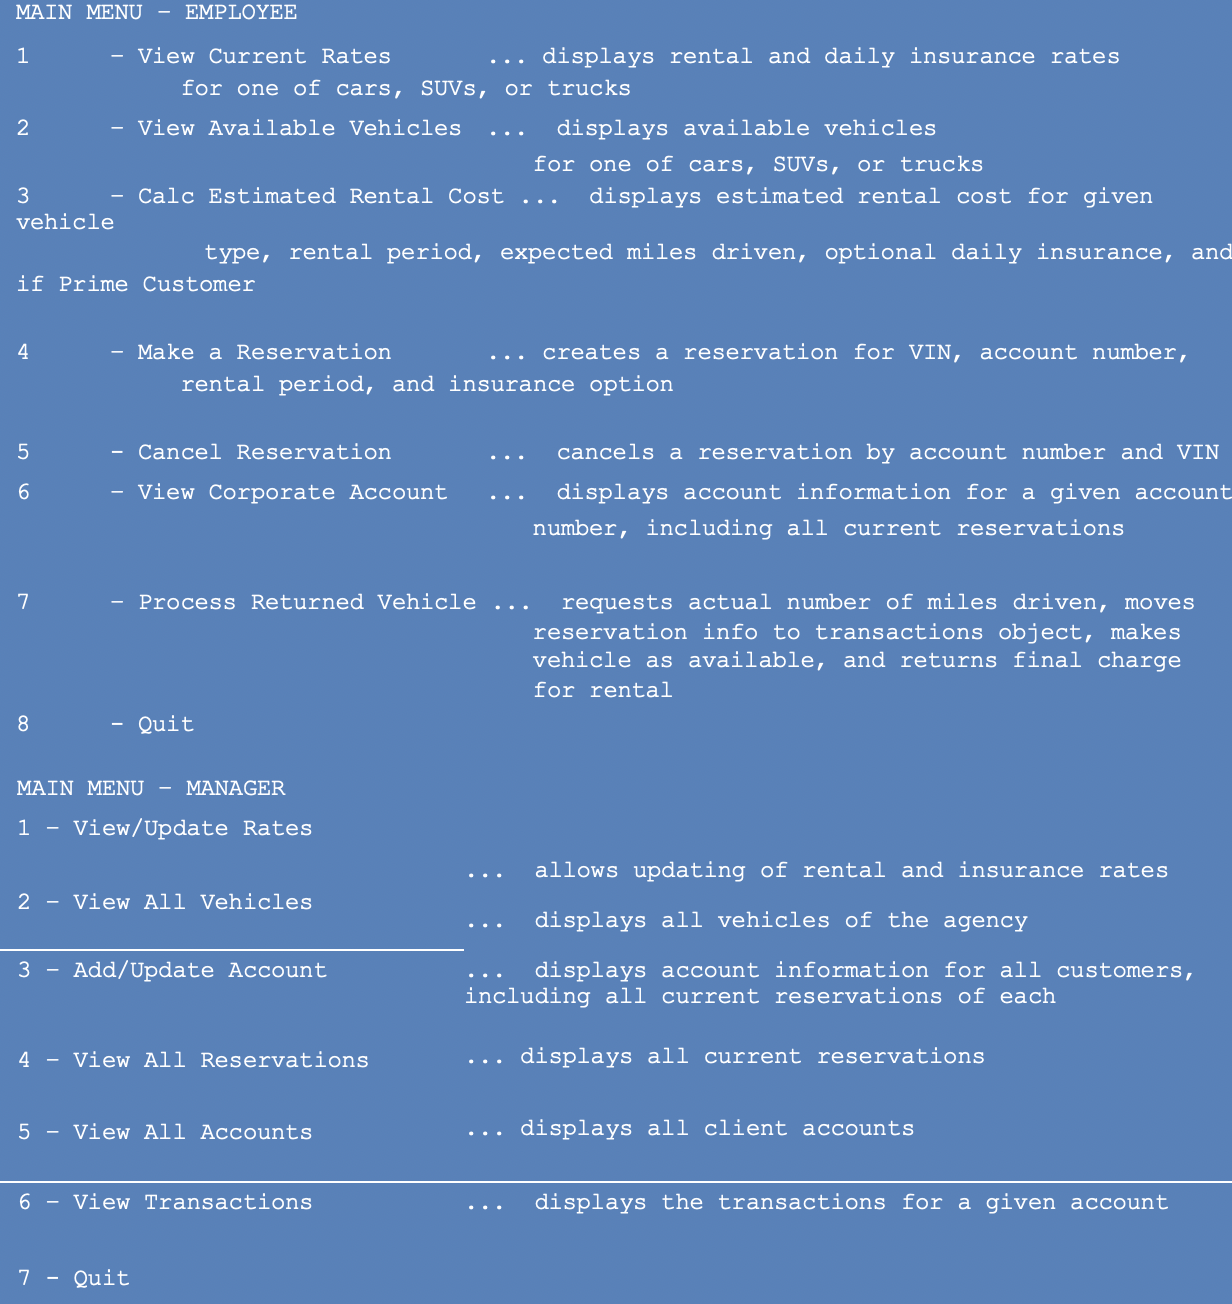 MAIN MENU – EMPLOYEE
1 – View Current Rates ... displays rental and daily insurance rates
for one of cars, SUVs, or trucks
2 – View Available Vehicles ... displays available vehicles
for one of cars, SUVs, or trucks
3 – Calc Estimated Rental Cost ... displays estimated rental cost for given
vehicle
type, rental period, expected miles driven, optional daily insurance, and
if Prime Customer
4 – Make a Reservation ... creates a reservation for VIN, account number,
rental period, and insurance option
5 – Cancel Reservation ... cancels a reservation by account number and VIN
6 – View Corporate Account ... displays account information for a given account
number, including all current reservations
7 – Process Returned Vehicle ... requests actual number of miles driven, moves
reservation info to transactions object, makes
vehicle as available, and returns final charge
for rental
8 – Quit
MAIN MENU – MANAGER
1 – View/Update Rates
... allows updating of rental and insurance rates
2 – View All Vehicles
... displays all vehicles of the agency
3 – Add/Update Account ... displays account information for all customers,
including all current reservations of each
4 – View All Reservations ... displays all current reservations
5 – View All Accounts ... displays all client accounts
6 – View Transactions ... displays the transactions for a given account
7 – Quit